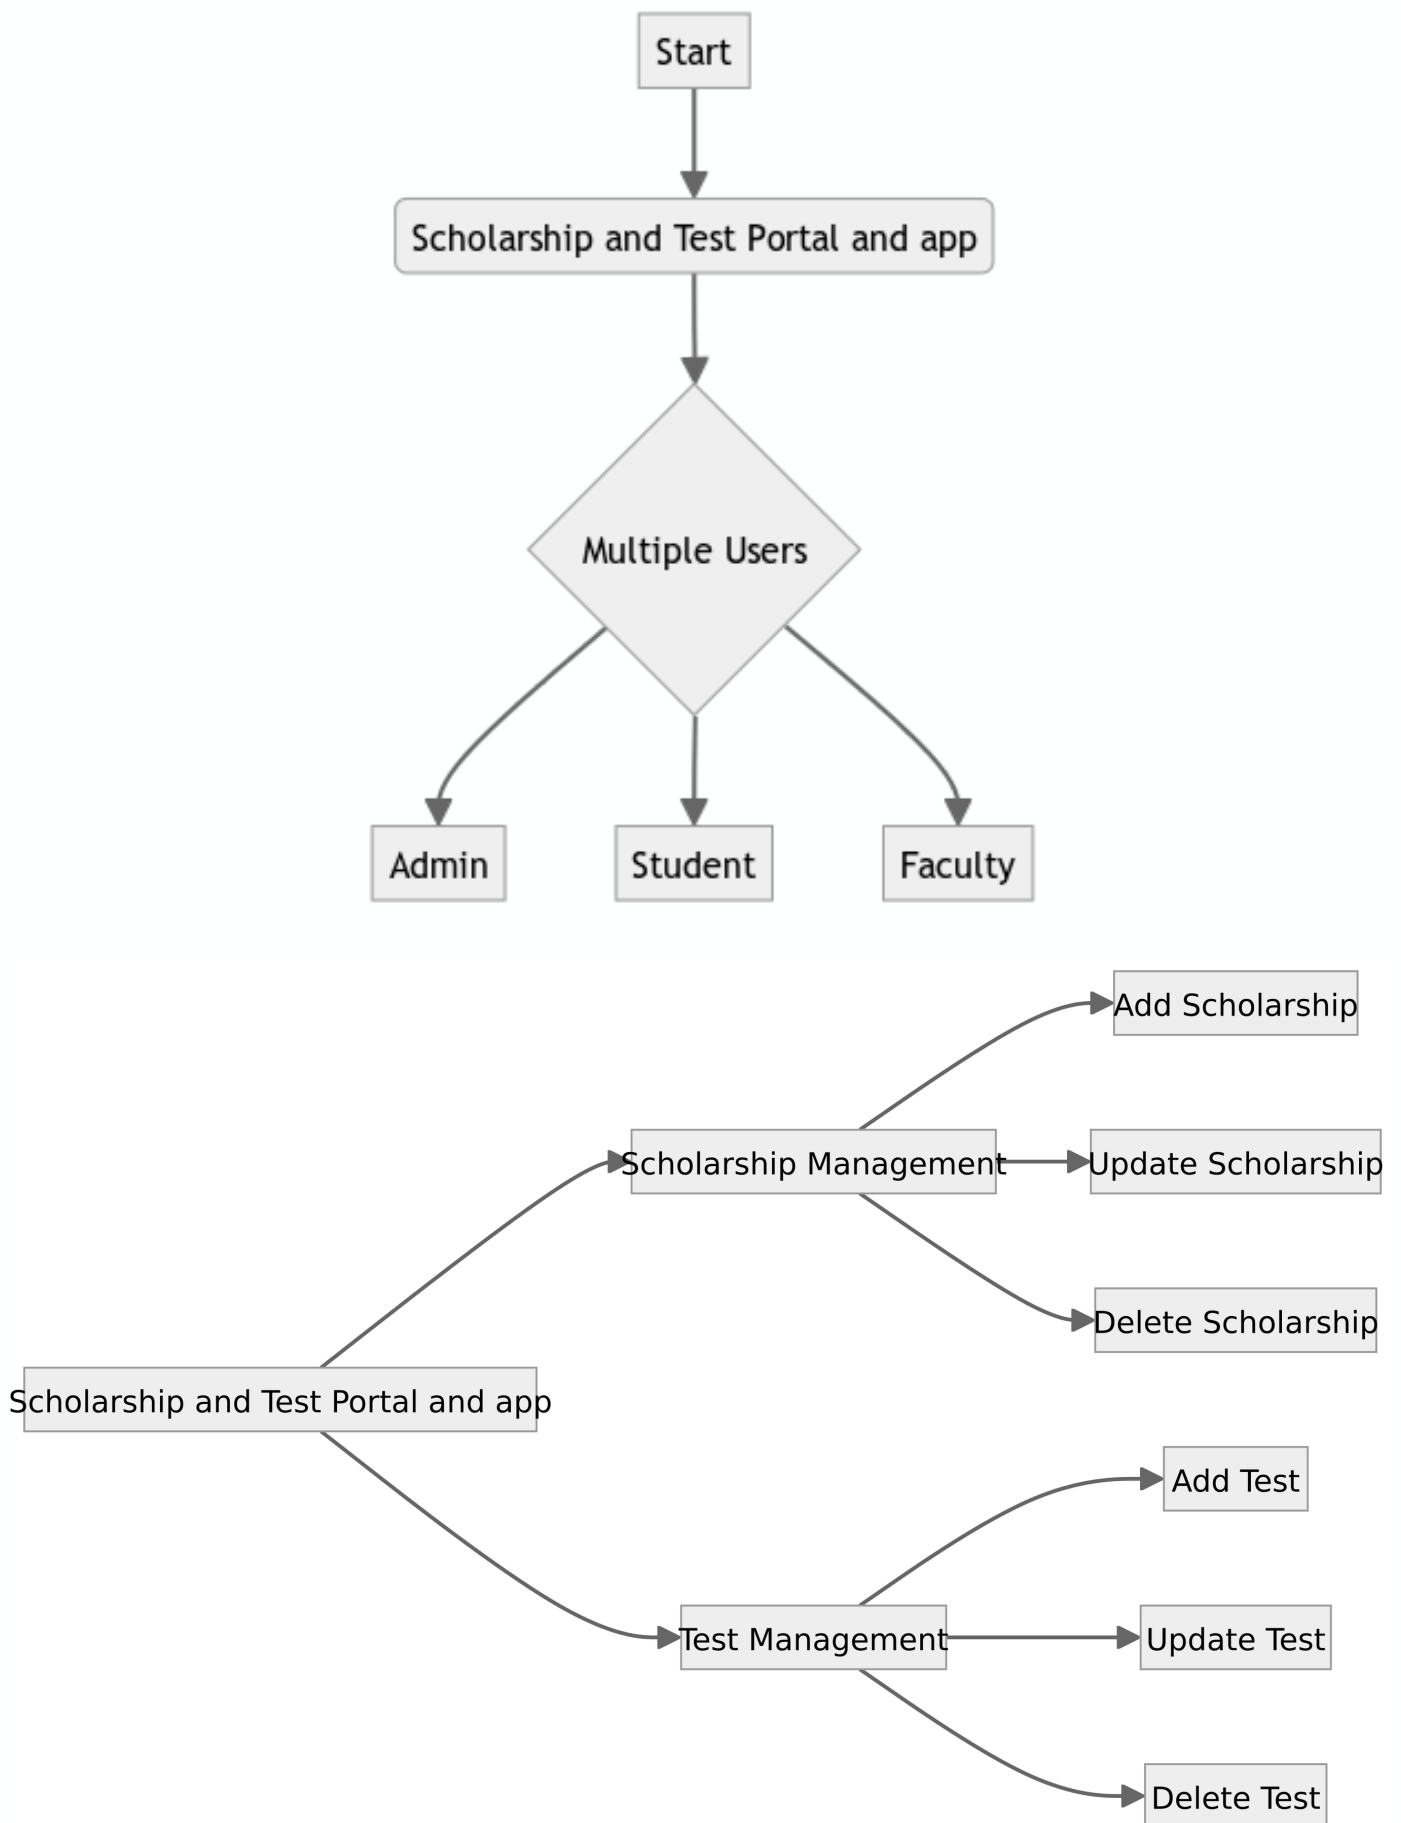 Start
Scholarship and Test Portal and app
Multiple Users
Admin
Student
Faculty
Add Scholarship
Scholarship Management
Update Scholarship
Delete Scholarship
Scholarship and Test Portal and app
Add Test
Test Management
Update Test
Delete Test